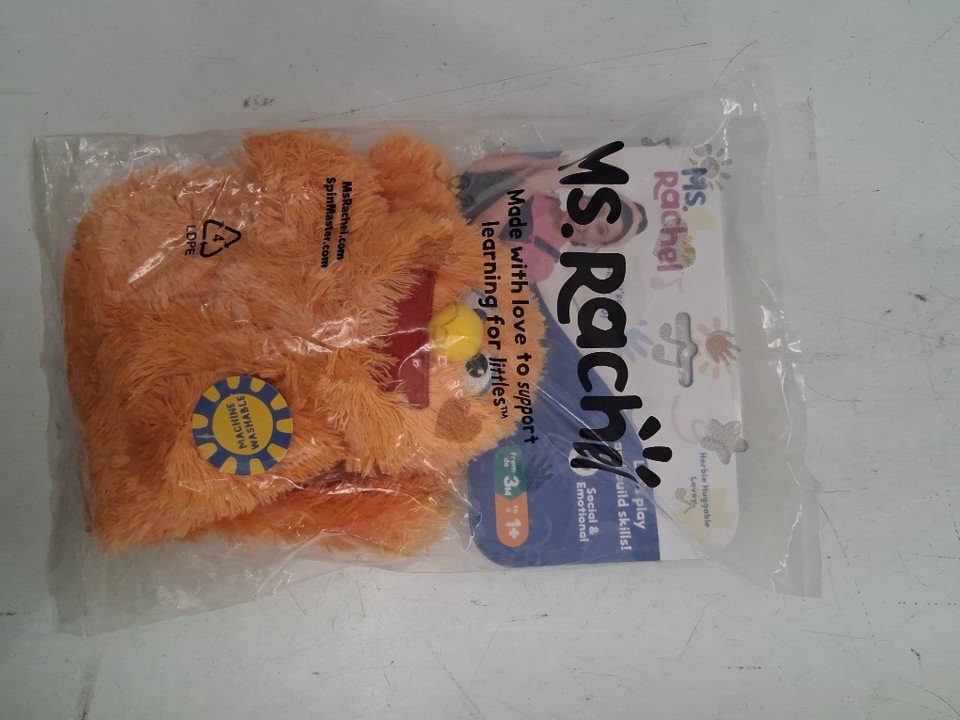 Ms.
Rachel
Herbie Huggable
Lovey
Ms. Rachel
Made with love to support
learning for littles™
play
build skills!
Social &
Emotional
from
de
3M
to
à
1+
MsRachel.com
SpinMaster.com
4
LDPE
MACHINE
WASHABLE